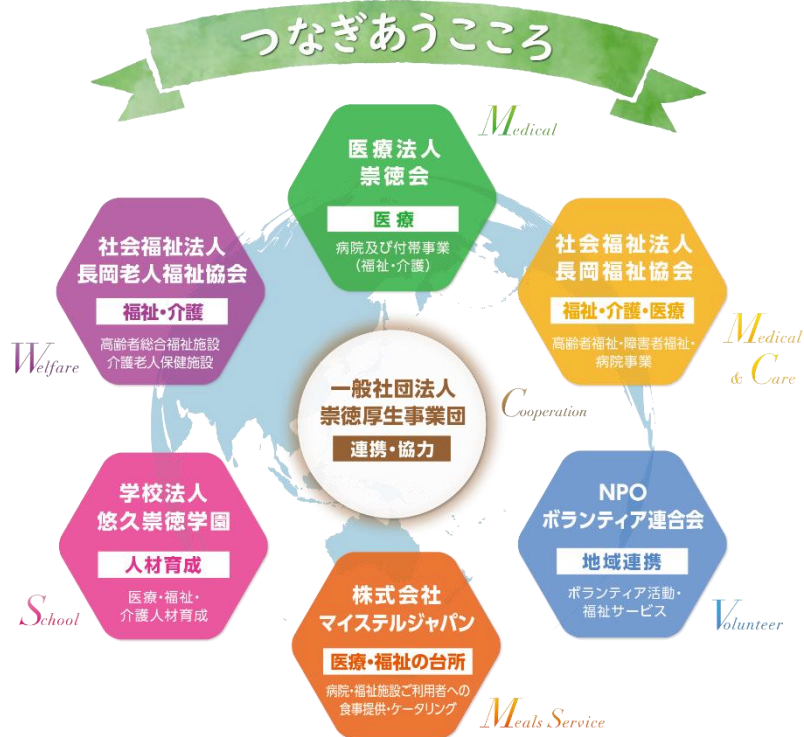 つなぎあうこころ
Medical
医療法人
崇徳会
医療
病院及び付帯事業
(福祉・介護)
社会福祉法人
長岡老人福祉協会
福祉・介護
高齢者総合福祉施設
介護老人保健施設
Welfare
社会福祉法人
長岡福祉協会
福祉・介護・医療
高齢者福祉・障害者福祉・
病院事業
Medical
& Care
一般社団法人
崇徳厚生事業団
連携・協力
Cooperation
学校法人
悠久崇徳学園
人材育成
医療・福祉・
介護人材育成
School
NPO
ボランティア連合会
地域連携
ボランティア活動・
福祉サービス
Volunteer
株式会社
マイステルジャパン
医療・福祉の台所
病院・福祉施設ご利用者への
食事提供・ケータリング
Meals Service